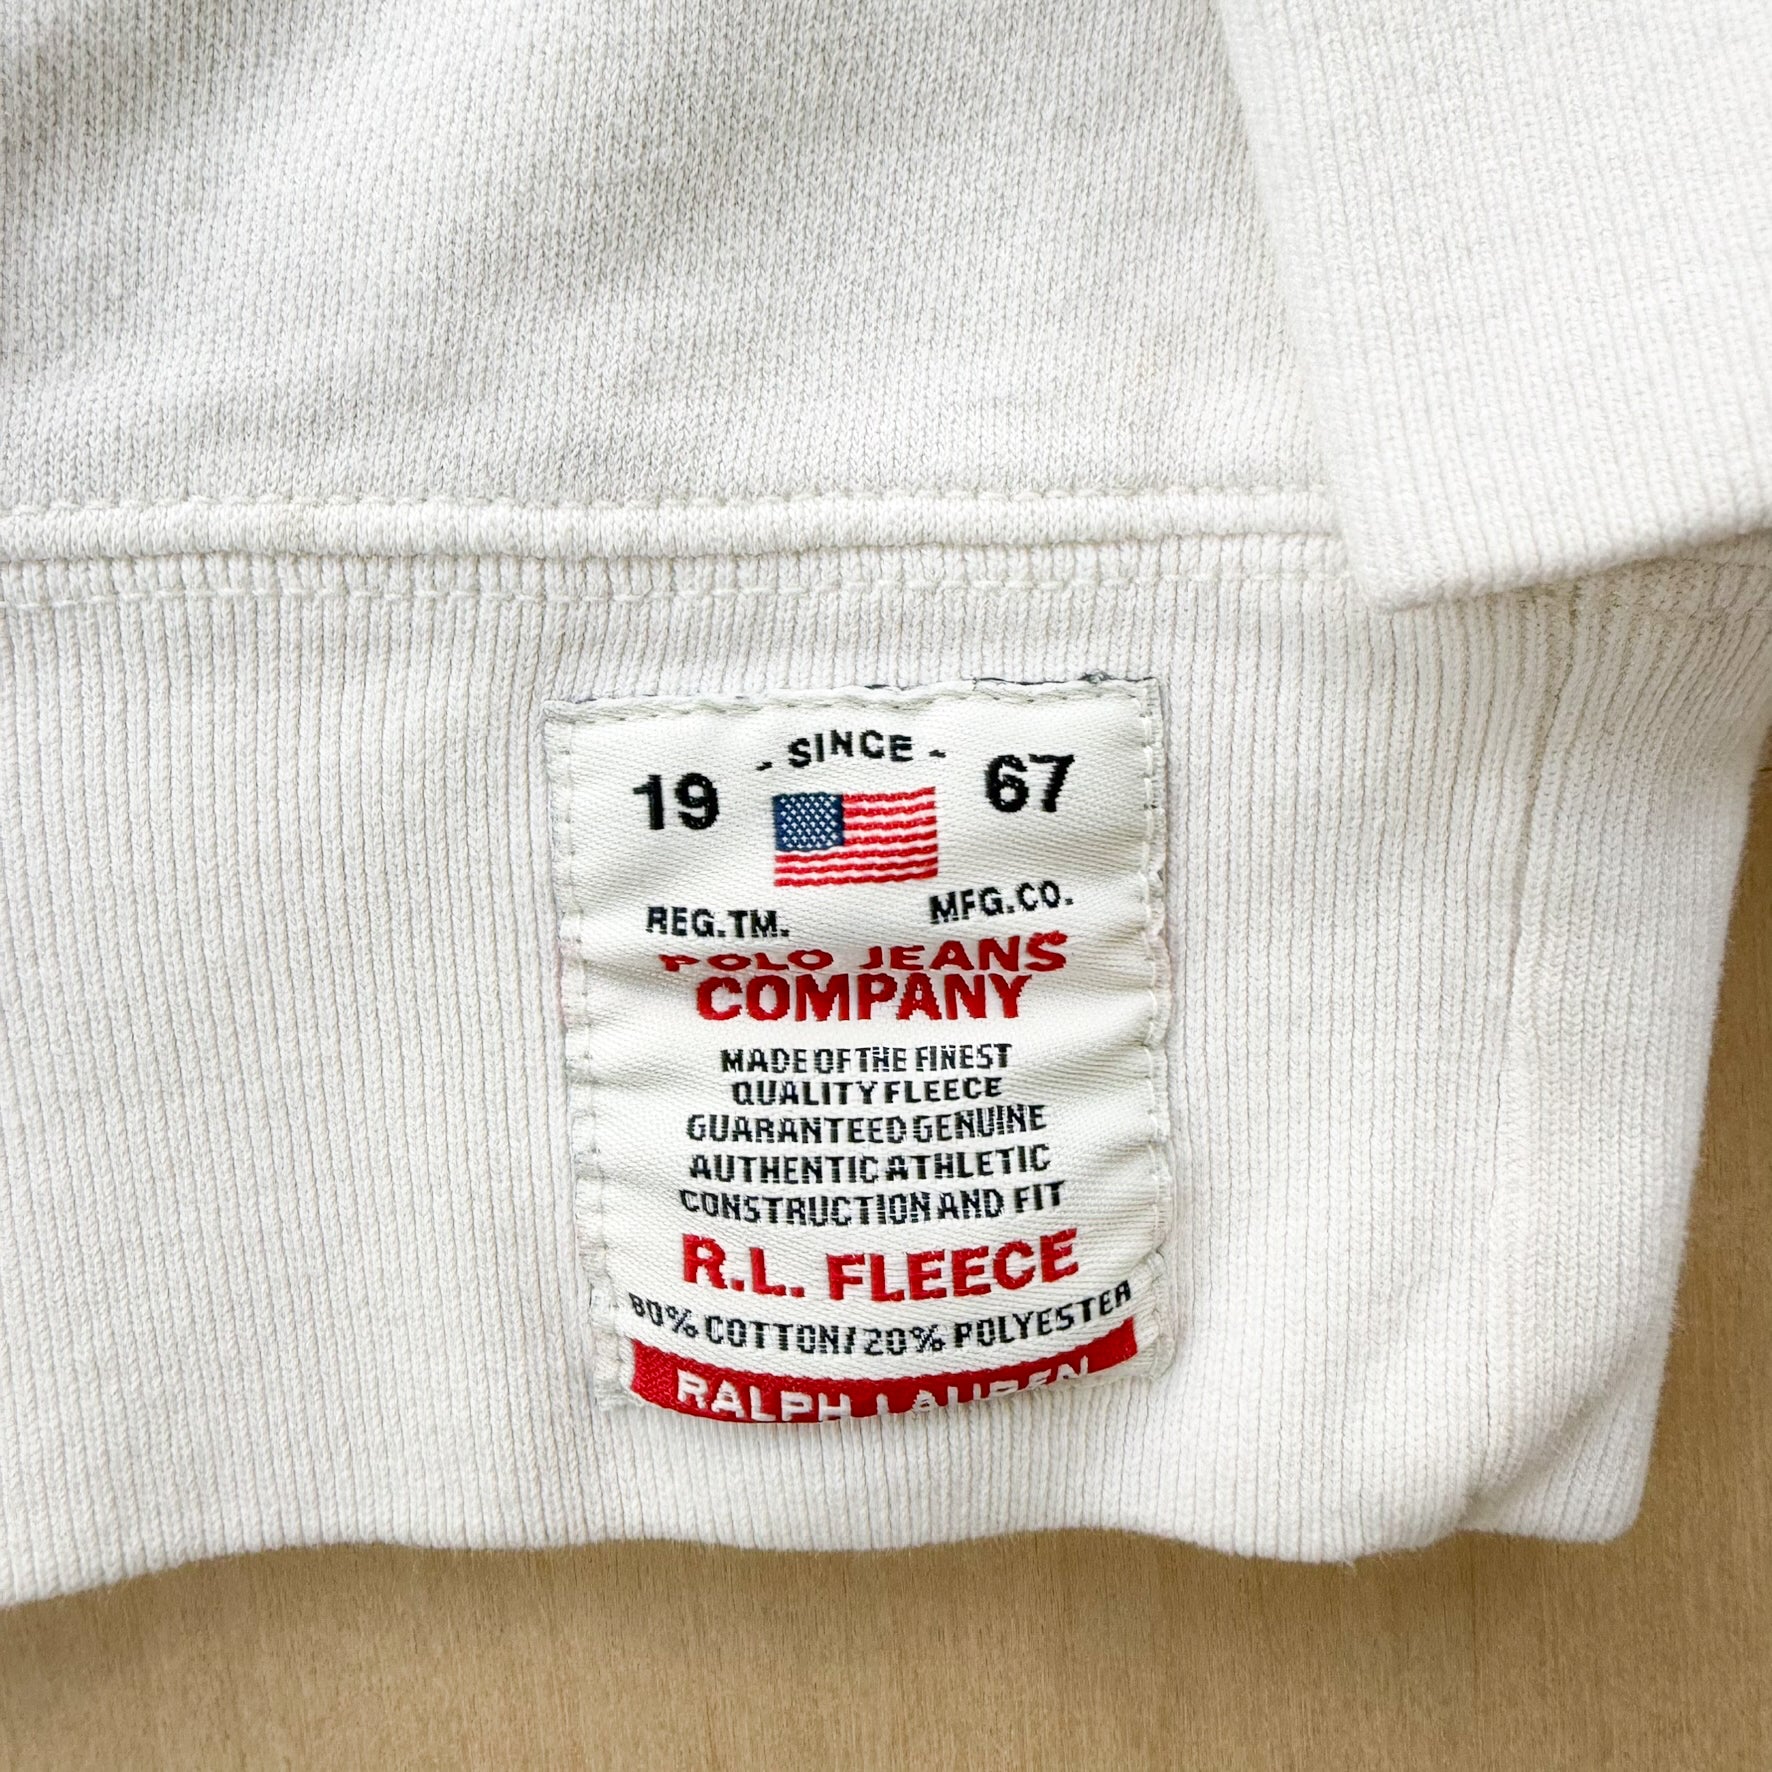 - SINCE -
19 67
REG.TM. MFG.CO.
POLO JEANS
COMPANY
MADE OF THE FINEST
QUALITY FLEECE
GUARANTEED GENUINE
AUTHENTIC ATHLETIC
CONSTRUCTION AND FIT
R.L. FLEECE
80% COTTON/20% POLYESTER
RALPH LAUREN